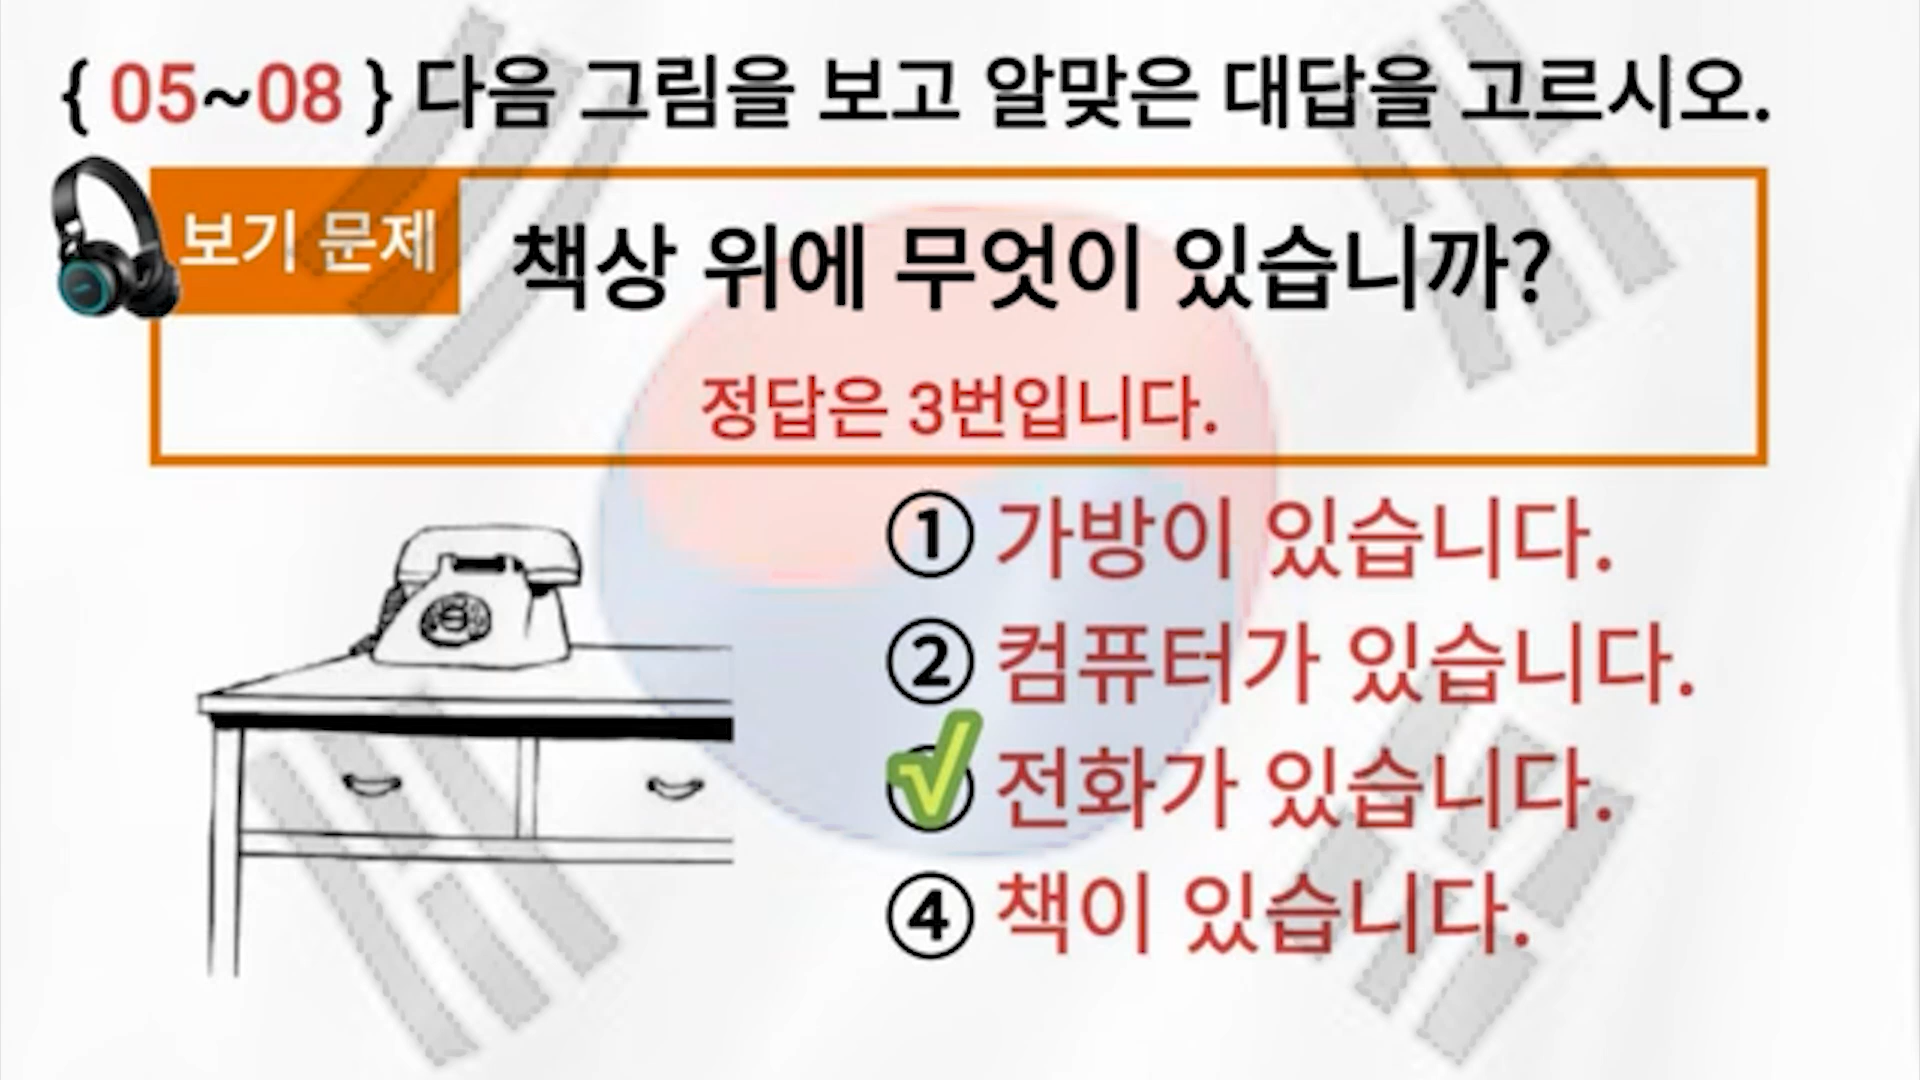 { 05~08 } 다음 그림을 보고 알맞은 대답을 고르시오.
보기 문제
책상 위에 무엇이 있습니까?
정답은 3번입니다.
① 가방이 있습니다.
② 컴퓨터가 있습니다.
전화가 있습니다.
④ 책이 있습니다.